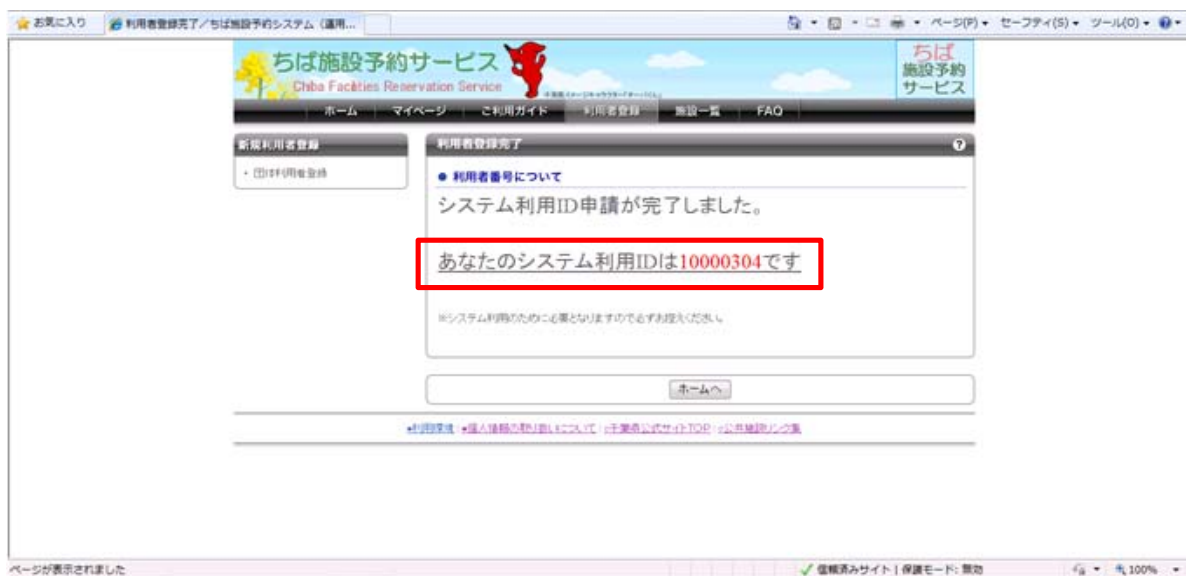 お気に入り
利用者登録完了／ちば施設予約システム（運用...
ページ(P)
セーフティ(S)
ツール(O)
ちば施設予約サービス
Chiba Facilities Reservation Service
ちば
施設予約
サービス
ホーム
マイページ
ご利用ガイド
利用者登録
施設一覧
FAQ
新規利用者登録
・団体利用者登録
利用者登録完了
● 利用者番号について
システム利用ID申請が完了しました。
あなたのシステム利用IDは10000304です
※システム利用のために必要となりますので必ずお控えください。
ホームへ
●利用環境 ●個人情報の取り扱いについて
千葉県公式サイトTOP
公共施設リンク集
ページが表示されました
信頼済みサイト | 保護モード: 無効
100%